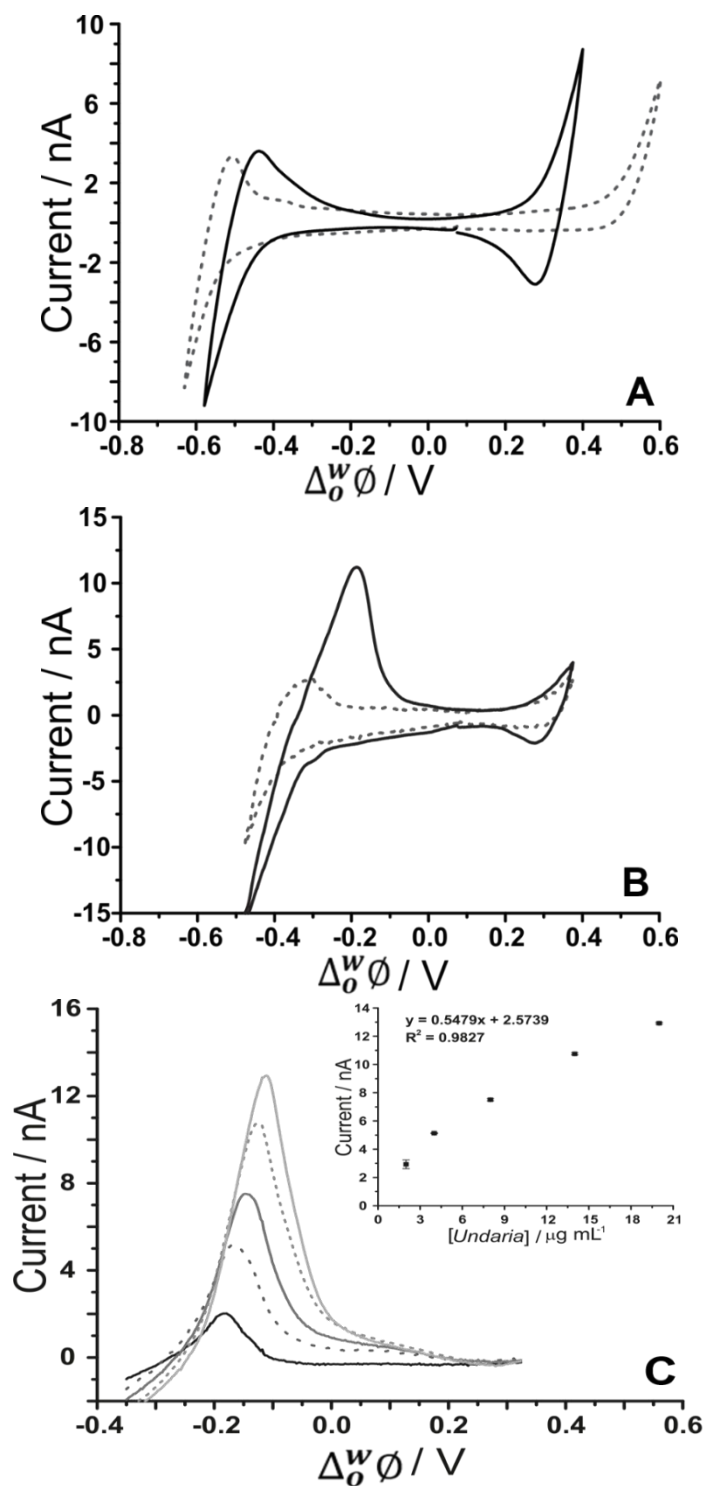 10
6
2
-2
-6
-10
Current / nA
A
-0.8 -0.6 -0.4 -0.2 0.0 0.2 0.4 0.6
Δ𝑜𝑤∅ / V
15
10
5
0
-5
-10
-15
Current / nA
B
-0.8 -0.6 -0.4 -0.2 0.0 0.2 0.4 0.6
Δ𝑜𝑤∅ / V
16
12
8
4
0
Current / nA
14
12
10
8
6
4
2
0
Current / nA
y = 0.5479x + 2.5739
R² = 0.9827
0 3 6 9 12 15 18 21
[Undaria] / μg mL⁻¹
C
-0.4 -0.2 0.0 0.2 0.4 0.6
Δ𝑜𝑤∅ / V